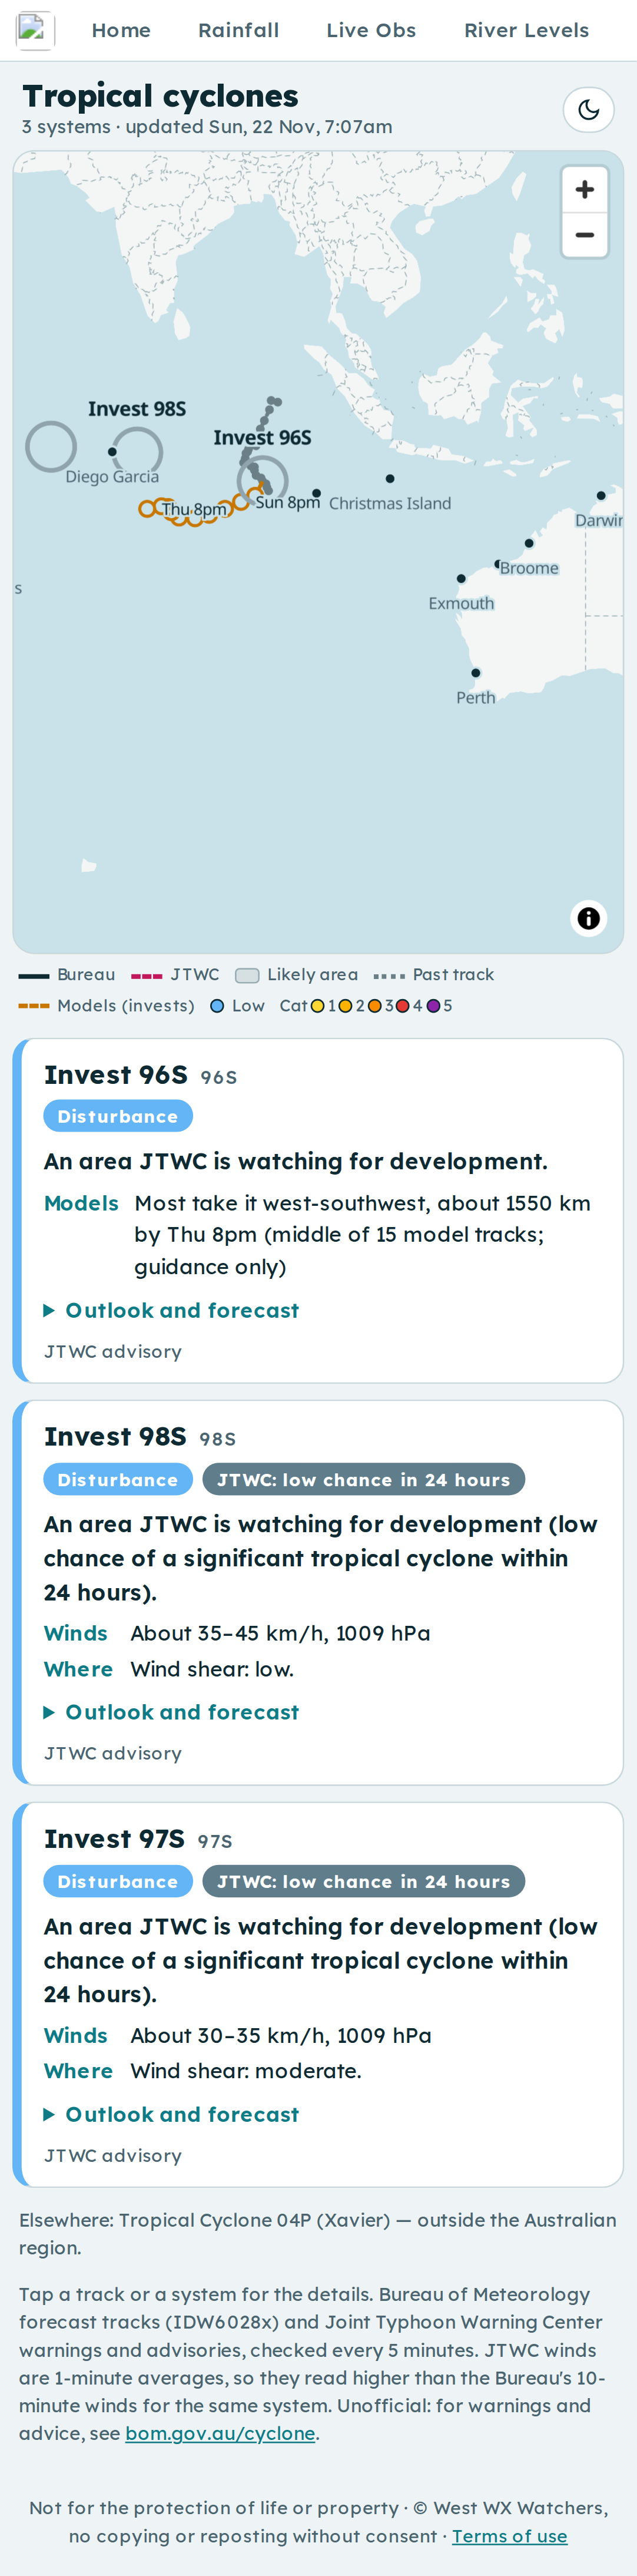 Home Rainfall Live Obs River Levels
Tropical cyclones
3 systems · updated Sun, 22 Nov, 7:07am
+
−
Invest 98S
Invest 96S
Diego Garcia
Thu 8pm
Sun 8pm
Christmas Island
Darwin
Broome
s
Exmouth
Perth
Bureau JTWC Likely area Past track
Models (invests) Low Cat 1 2 3 4 5
Invest 96S 96S
Disturbance
An area JTWC is watching for development.
Models Most take it west-southwest, about 1550 km
by Thu 8pm (middle of 15 model tracks;
guidance only)
Outlook and forecast
JTWC advisory
Invest 98S 98S
Disturbance JTWC: low chance in 24 hours
An area JTWC is watching for development (low
chance of a significant tropical cyclone within
24 hours).
Winds About 35–45 km/h, 1009 hPa
Where Wind shear: low.
Outlook and forecast
JTWC advisory
Invest 97S 97S
Disturbance JTWC: low chance in 24 hours
An area JTWC is watching for development (low
chance of a significant tropical cyclone within
24 hours).
Winds About 30–35 km/h, 1009 hPa
Where Wind shear: moderate.
Outlook and forecast
JTWC advisory
Elsewhere: Tropical Cyclone 04P (Xavier) — outside the Australian
region.
Tap a track or a system for the details. Bureau of Meteorology
forecast tracks (IDW6028x) and Joint Typhoon Warning Center
warnings and advisories, checked every 5 minutes. JTWC winds
are 1-minute averages, so they read higher than the Bureau's 10-
minute winds for the same system. Unofficial: for warnings and
advice, see bom.gov.au/cyclone.
Not for the protection of life or property · © West WX Watchers,
no copying or reposting without consent · Terms of use